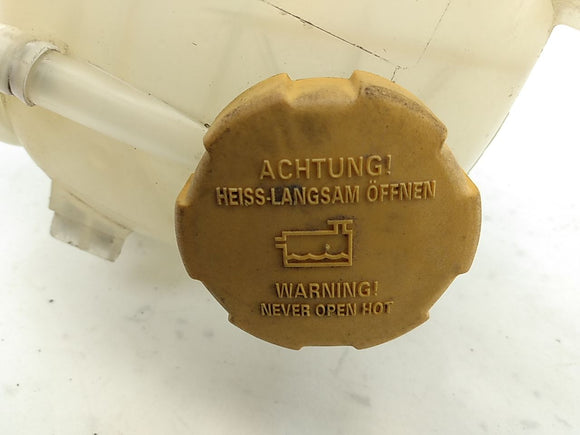 ACHTUNG!
HEISS-LANGSAM ÖFFNEN
WARNING!
NEVER OPEN HOT